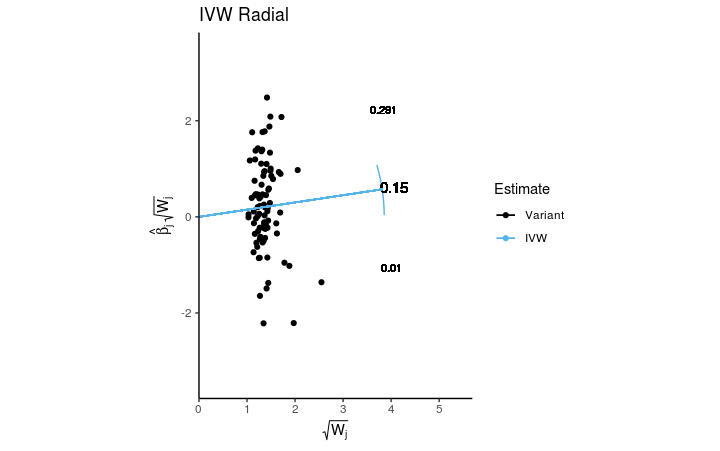 IVW Radial
β̂j√Wj
2
0
-2
0.291
0.15
0.01
0 1 2 3 4 5
√Wj
Estimate
Variant
IVW